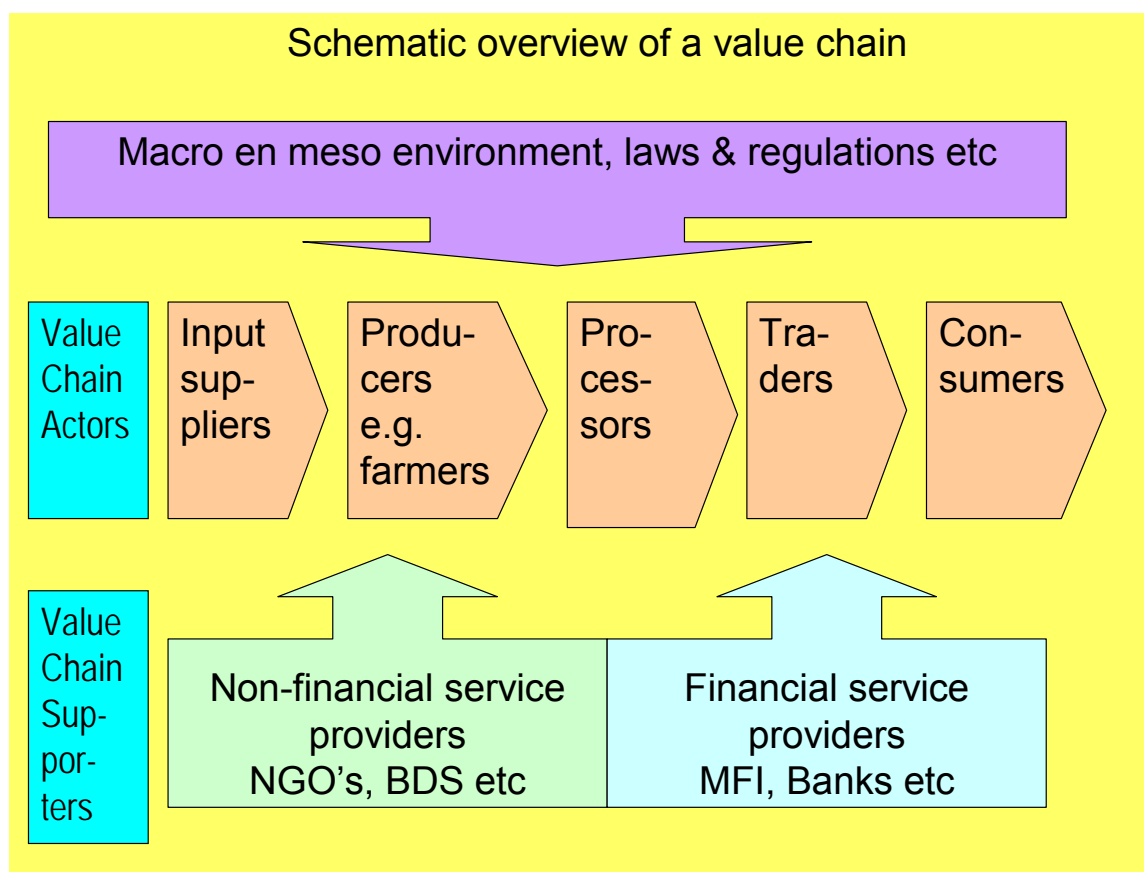 Schematic overview of a value chain
Macro en meso environment, laws & regulations etc
Value
Chain
Actors
Input
sup-
pliers
Produ-
cers
e.g.
farmers
Pro-
ces-
sors
Tra-
ders
Con-
sumers
Value
Chain
Sup-
por-
ters
Non-financial service
providers
NGO’s, BDS etc
Financial service
providers
MFI, Banks etc